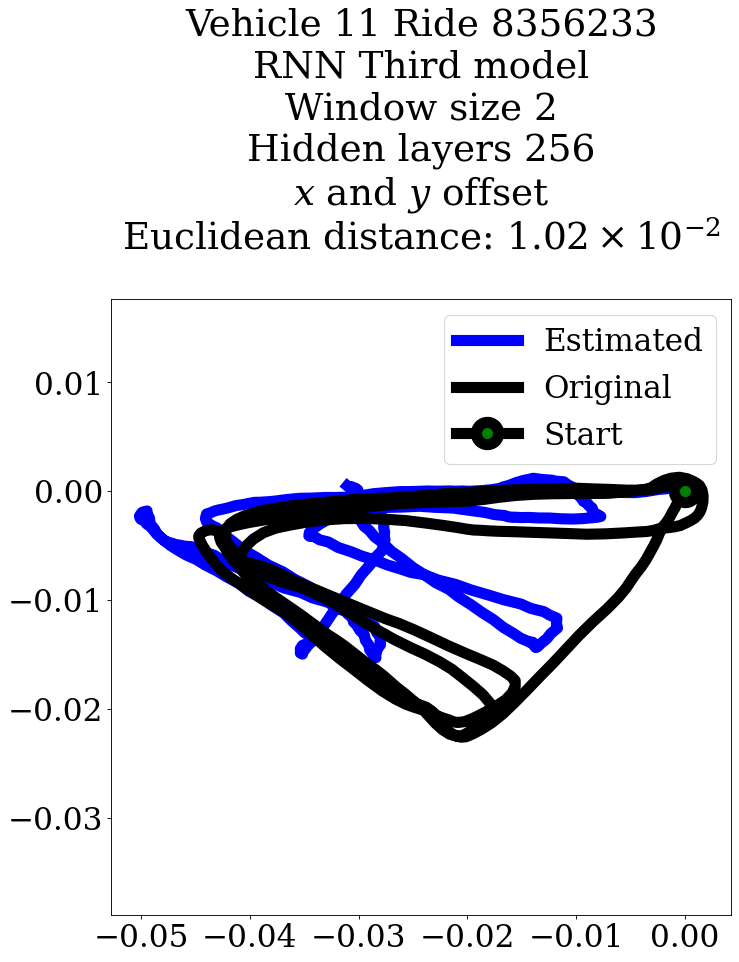 Vehicle 11 Ride 8356233
RNN Third model
Window size 2
Hidden layers 256
x and y offset
Euclidean distance: 1.02 × 10⁻²
Estimated
Original
Start
0.01
0.00
−0.01
−0.02
−0.03
−0.05 −0.04 −0.03 −0.02 −0.01 0.00